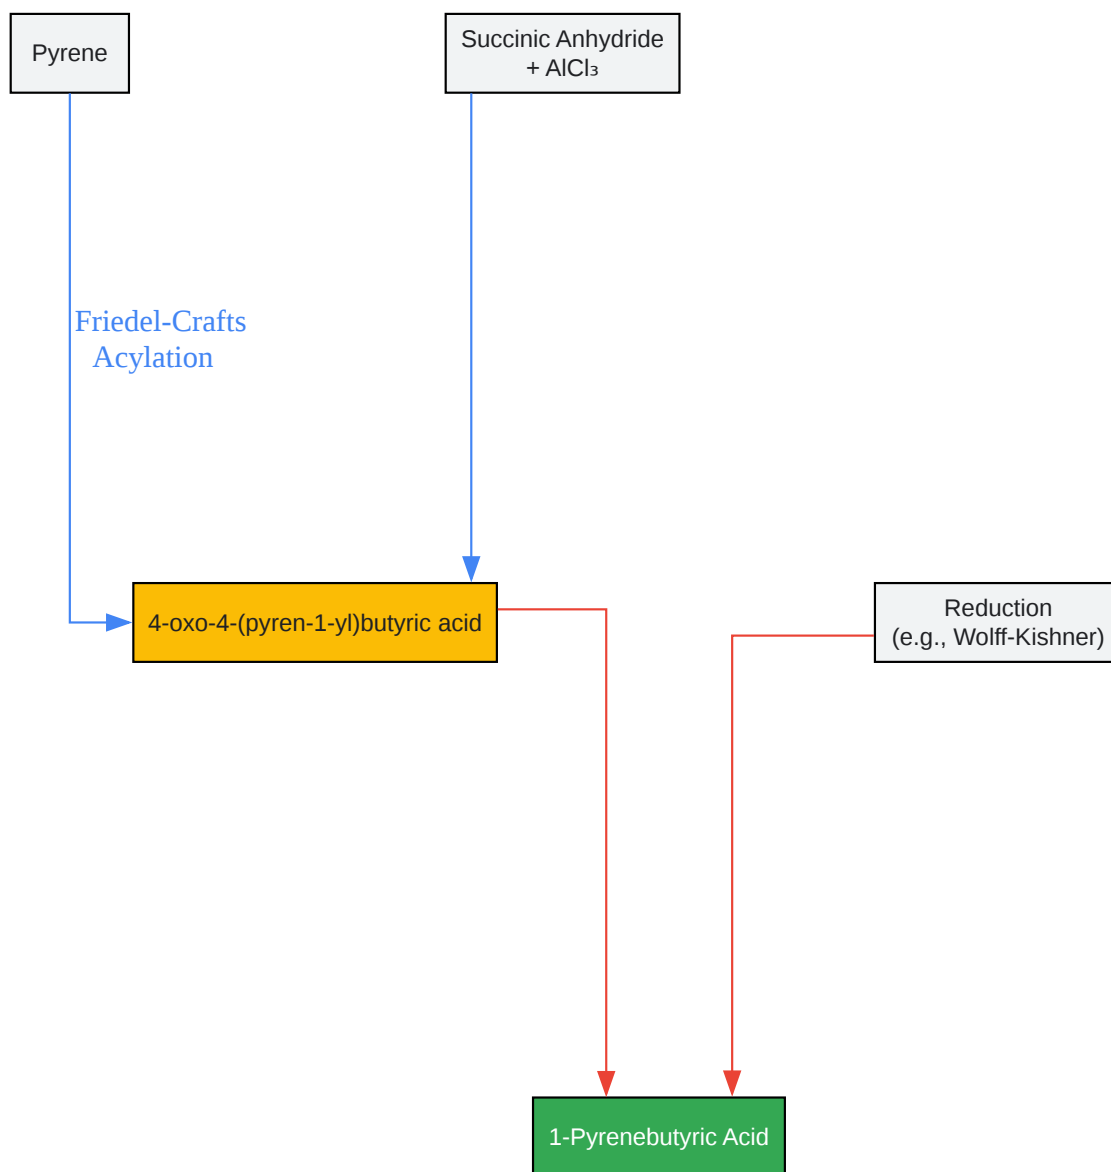 Pyrene
Succinic Anhydride
+ AlCl₃
Friedel-Crafts
Acylation
4-oxo-4-(pyren-1-yl)butyric acid
Reduction
(e.g., Wolff-Kishner)
1-Pyrenebutyric Acid